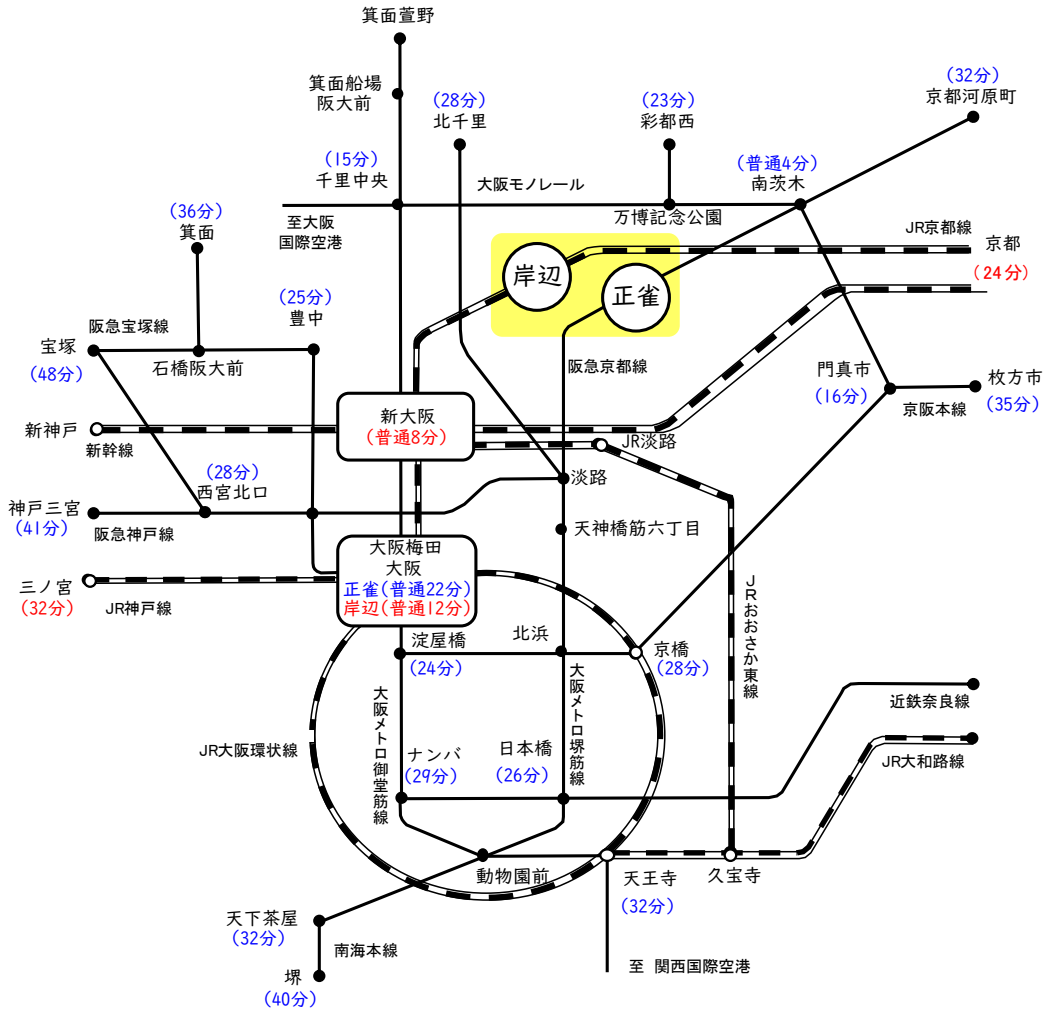 箕面萱野
箕面船場
阪大前
(28分)
北千里
(23分)
彩都西
(32分)
京都河原町
(15分)
千里中央
大阪モノレール
(普通4分)
南茨木
至大阪
国際空港
万博記念公園
(36分)
箕面
JR京都線
京都
(24分)
岸辺
正雀
(25分)
豊中
阪急宝塚線
宝塚
(48分)
石橋阪大前
阪急京都線
門真市
(16分)
枚方市
(35分)
京阪本線
新神戸
新幹線
新大阪
(普通8分)
JR淡路
(28分)
西宮北口
淡路
神戸三宮
(41分)
阪急神戸線
天神橋筋六丁目
大阪梅田
大阪
正雀(普通22分)
岸辺(普通12分)
三ノ宮
(32分)
JR神戸線
JRおおさか東線
淀屋橋
(24分)
北浜
京橋
(28分)
大阪メトロ御堂筋線
大阪メトロ堺筋線
近鉄奈良線
JR大阪環状線
ナンバ
(29分)
日本橋
(26分)
JR大和路線
動物園前
天王寺
(32分)
久宝寺
天下茶屋
(32分)
南海本線
至 関西国際空港
堺
(40分)